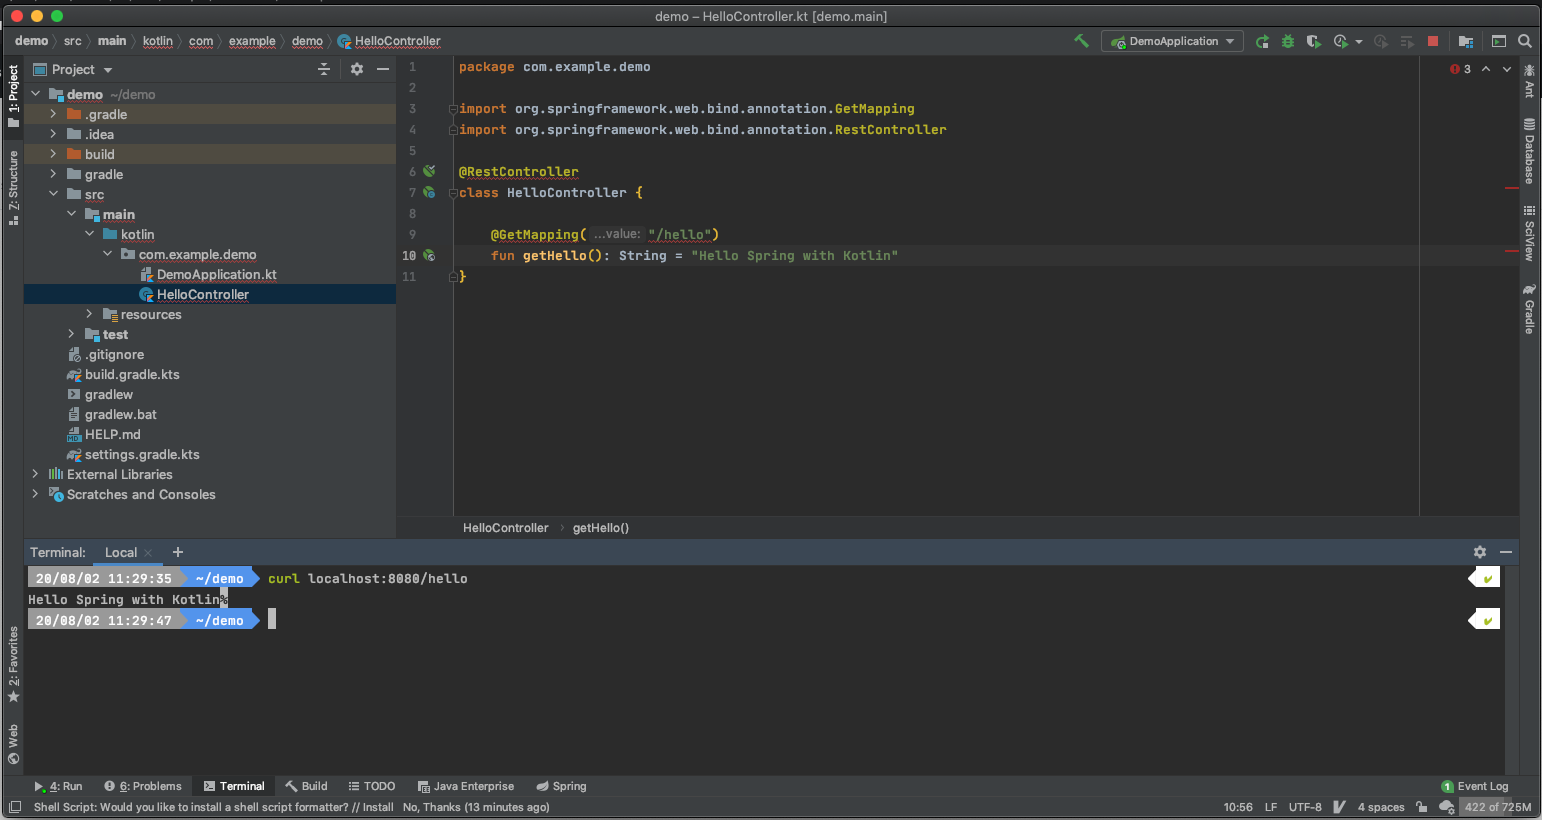 demo – HelloController.kt [demo.main]
demo src main kotlin com example demo HelloController
DemoApplication
1: Project
Z: Structure
2: Favorites
Web
Project
demo ~/demo
.gradle
.idea
build
gradle
src
main
kotlin
com.example.demo
DemoApplication.kt
HelloController
resources
test
.gitignore
build.gradle.kts
gradlew
gradlew.bat
HELP.md
settings.gradle.kts
External Libraries
Scratches and Consoles
1 package com.example.demo
2
3 import org.springframework.web.bind.annotation.GetMapping
4 import org.springframework.web.bind.annotation.RestController
5
6 @RestController
7 class HelloController {
8
9 @GetMapping( ...value: "/hello")
10 fun getHello(): String = "Hello Spring with Kotlin"
11 }
3
Ant
Database
SciView
Gradle
HelloController getHello()
Terminal: Local × +
20/08/02 11:29:35 ~/demo curl localhost:8080/hello ✔
Hello Spring with Kotlin%
20/08/02 11:29:47 ~/demo ✔
4: Run 6: Problems Terminal Build TODO Java Enterprise Spring 1 Event Log
Shell Script: Would you like to install a shell script formatter? // Install No, Thanks (13 minutes ago) 10:56 LF UTF-8 4 spaces 422 of 725M